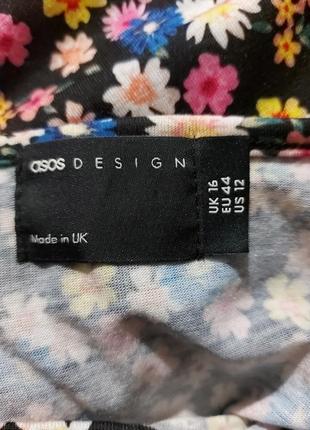 asos DESIGN
Made in UK
UK 16
EU 44
US 12